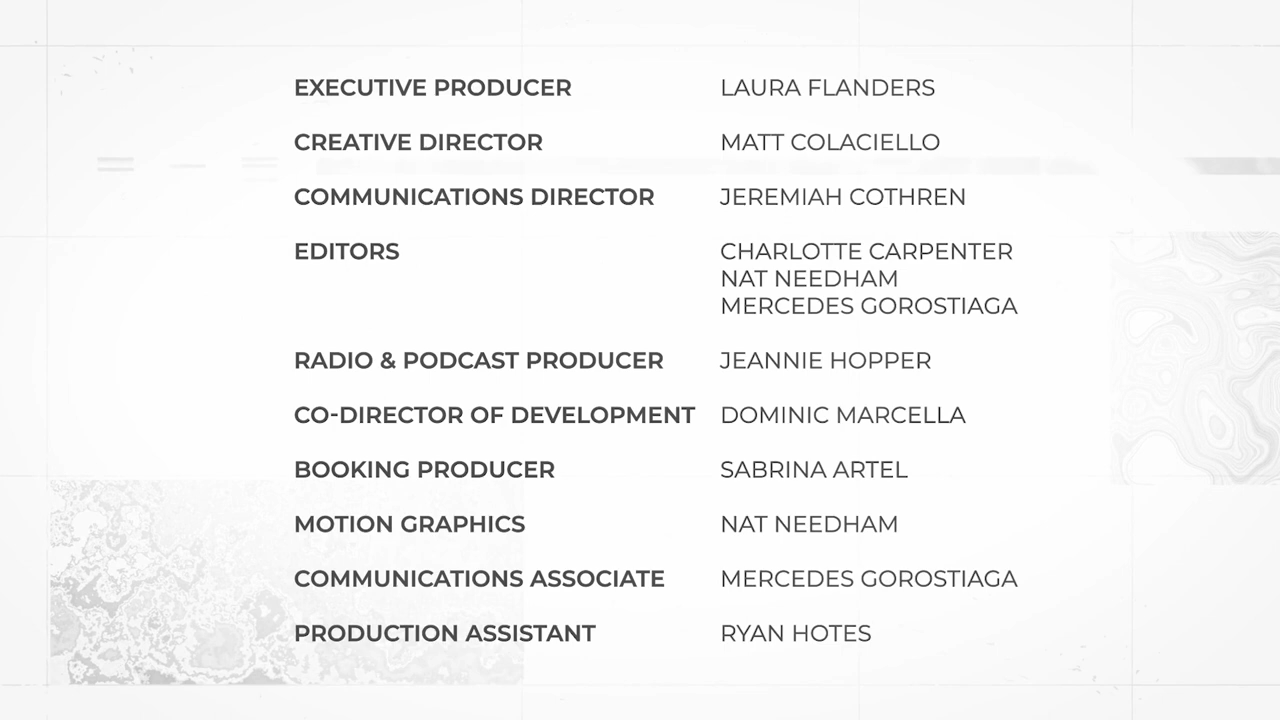 EXECUTIVE PRODUCER LAURA FLANDERS
CREATIVE DIRECTOR MATT COLACIELLO
COMMUNICATIONS DIRECTOR JEREMIAH COTHREN
EDITORS CHARLOTTE CARPENTER
NAT NEEDHAM
MERCEDES GOROSTIAGA
RADIO & PODCAST PRODUCER JEANNIE HOPPER
CO-DIRECTOR OF DEVELOPMENT DOMINIC MARCELLA
BOOKING PRODUCER SABRINA ARTEL
MOTION GRAPHICS NAT NEEDHAM
COMMUNICATIONS ASSOCIATE MERCEDES GOROSTIAGA
PRODUCTION ASSISTANT RYAN HOTES